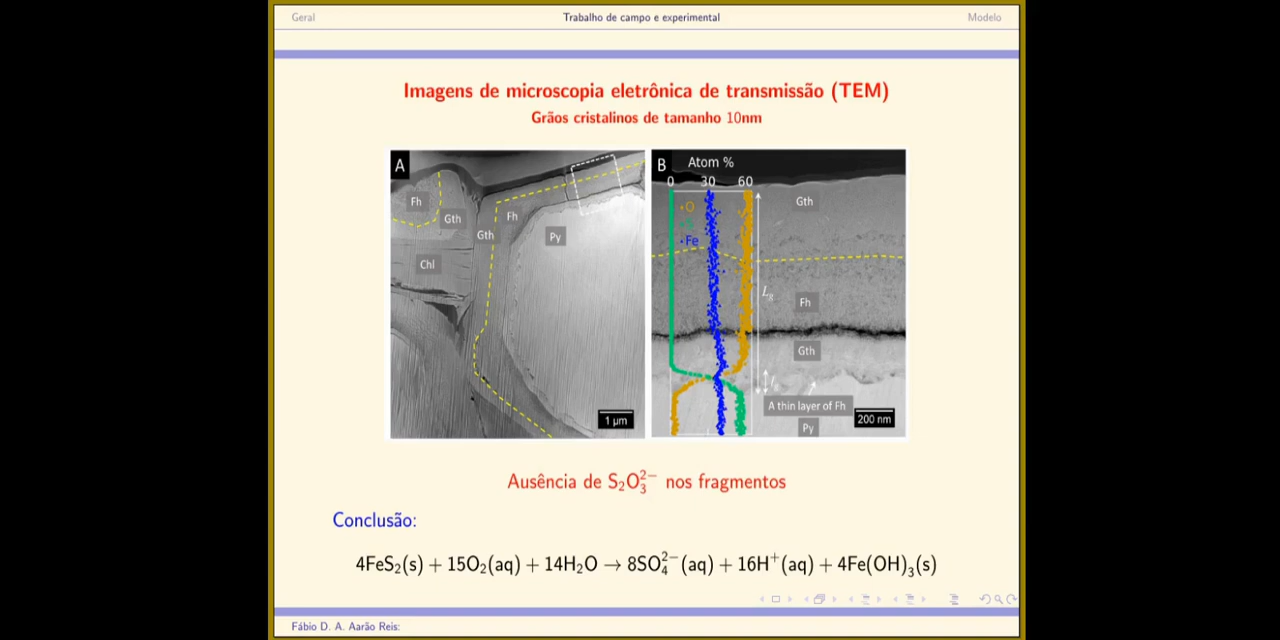 Geral
Trabalho de campo e experimental
Modelo
Imagens de microscopia eletrônica de transmissão (TEM)
Grãos cristalinos de tamanho 10nm
A
Fh
Gth
Gth
Fh
Py
Chl
1 µm
B
Atom %
0 30 60
O
Fe
Gth
Lg
Fh
Gth
A thin layer of Fh
Py
200 nm
Ausência de S₂O₃²⁻ nos fragmentos
Conclusão:
4FeS₂(s) + 15O₂(aq) + 14H₂O → 8SO₄²⁻(aq) + 16H⁺(aq) + 4Fe(OH)₃(s)
Fábio D. A. Aarão Reis: